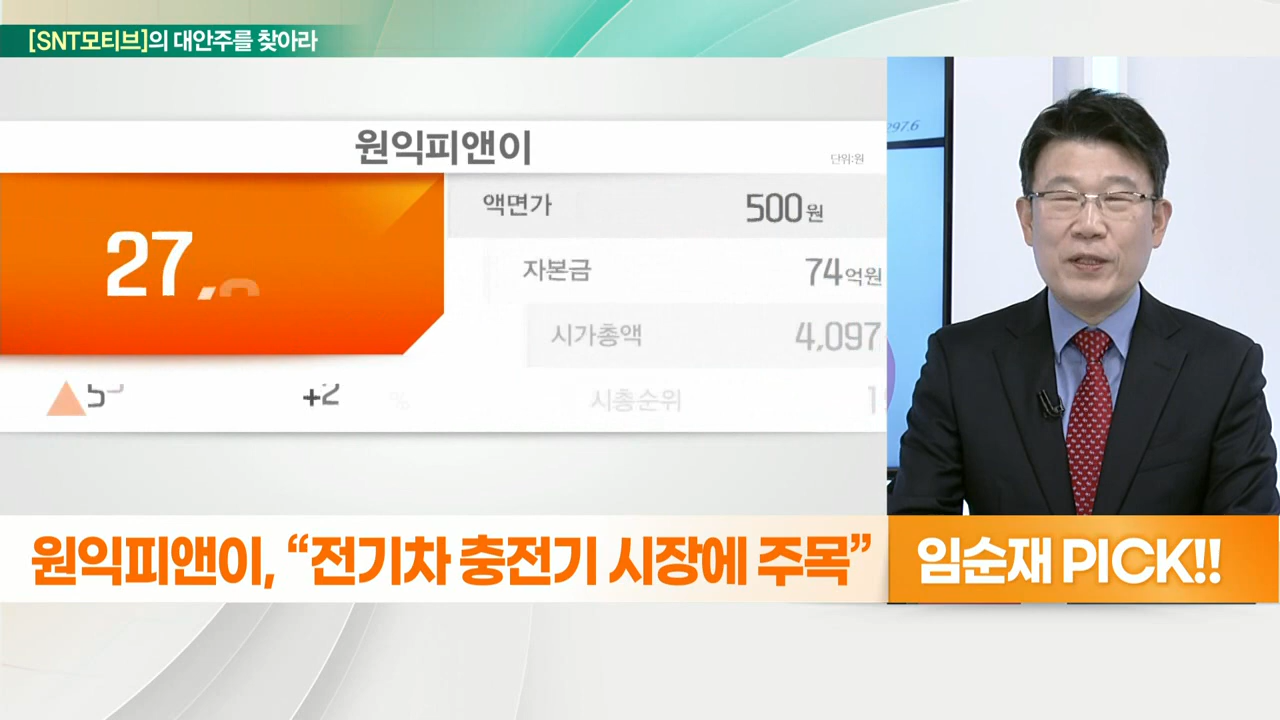 [SNT모티브]의 대안주를 찾아라
297.6
원익피앤이
단위:원
27,
액면가 500원
자본금 74억원
시가총액 4,097
시총순위
+2
원익피앤이, “전기차 충전기 시장에 주목”
임순재 PICK!!